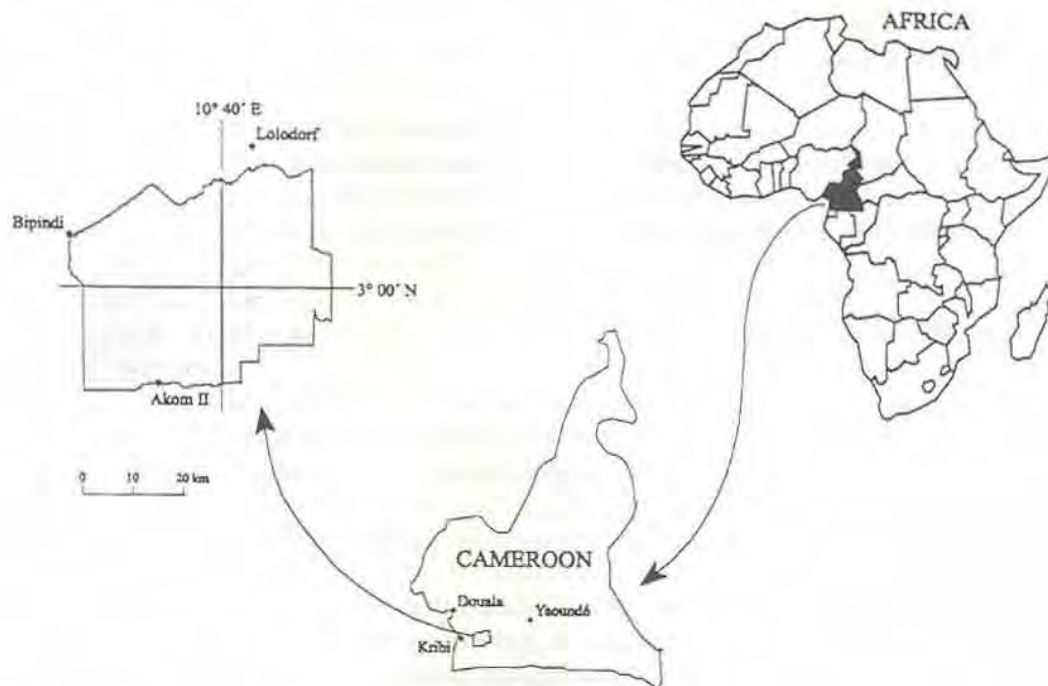 AFRICA
10° 40′ E
Lolodorf
Bipindi
3° 00′ N
Akom II
0 10 20 km
CAMEROON
Douala
Yaoundé
Kribi